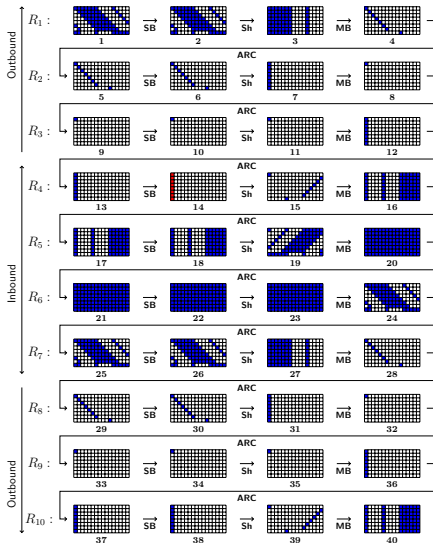 Outbound
R₁ :
SB
Sh
MB
1
2
3
4
ARC
R₂ :
SB
Sh
MB
5
6
7
8
ARC
R₃ :
SB
Sh
MB
9
10
11
12
ARC
Inbound
R₄ :
SB
Sh
MB
13
14
15
16
ARC
R₅ :
SB
Sh
MB
17
18
19
20
ARC
R₆ :
SB
Sh
MB
21
22
23
24
ARC
R₇ :
SB
Sh
MB
25
26
27
28
ARC
Outbound
R₈ :
SB
Sh
MB
29
30
31
32
ARC
R₉ :
SB
Sh
MB
33
34
35
36
ARC
R₁₀ :
SB
Sh
MB
37
38
39
40